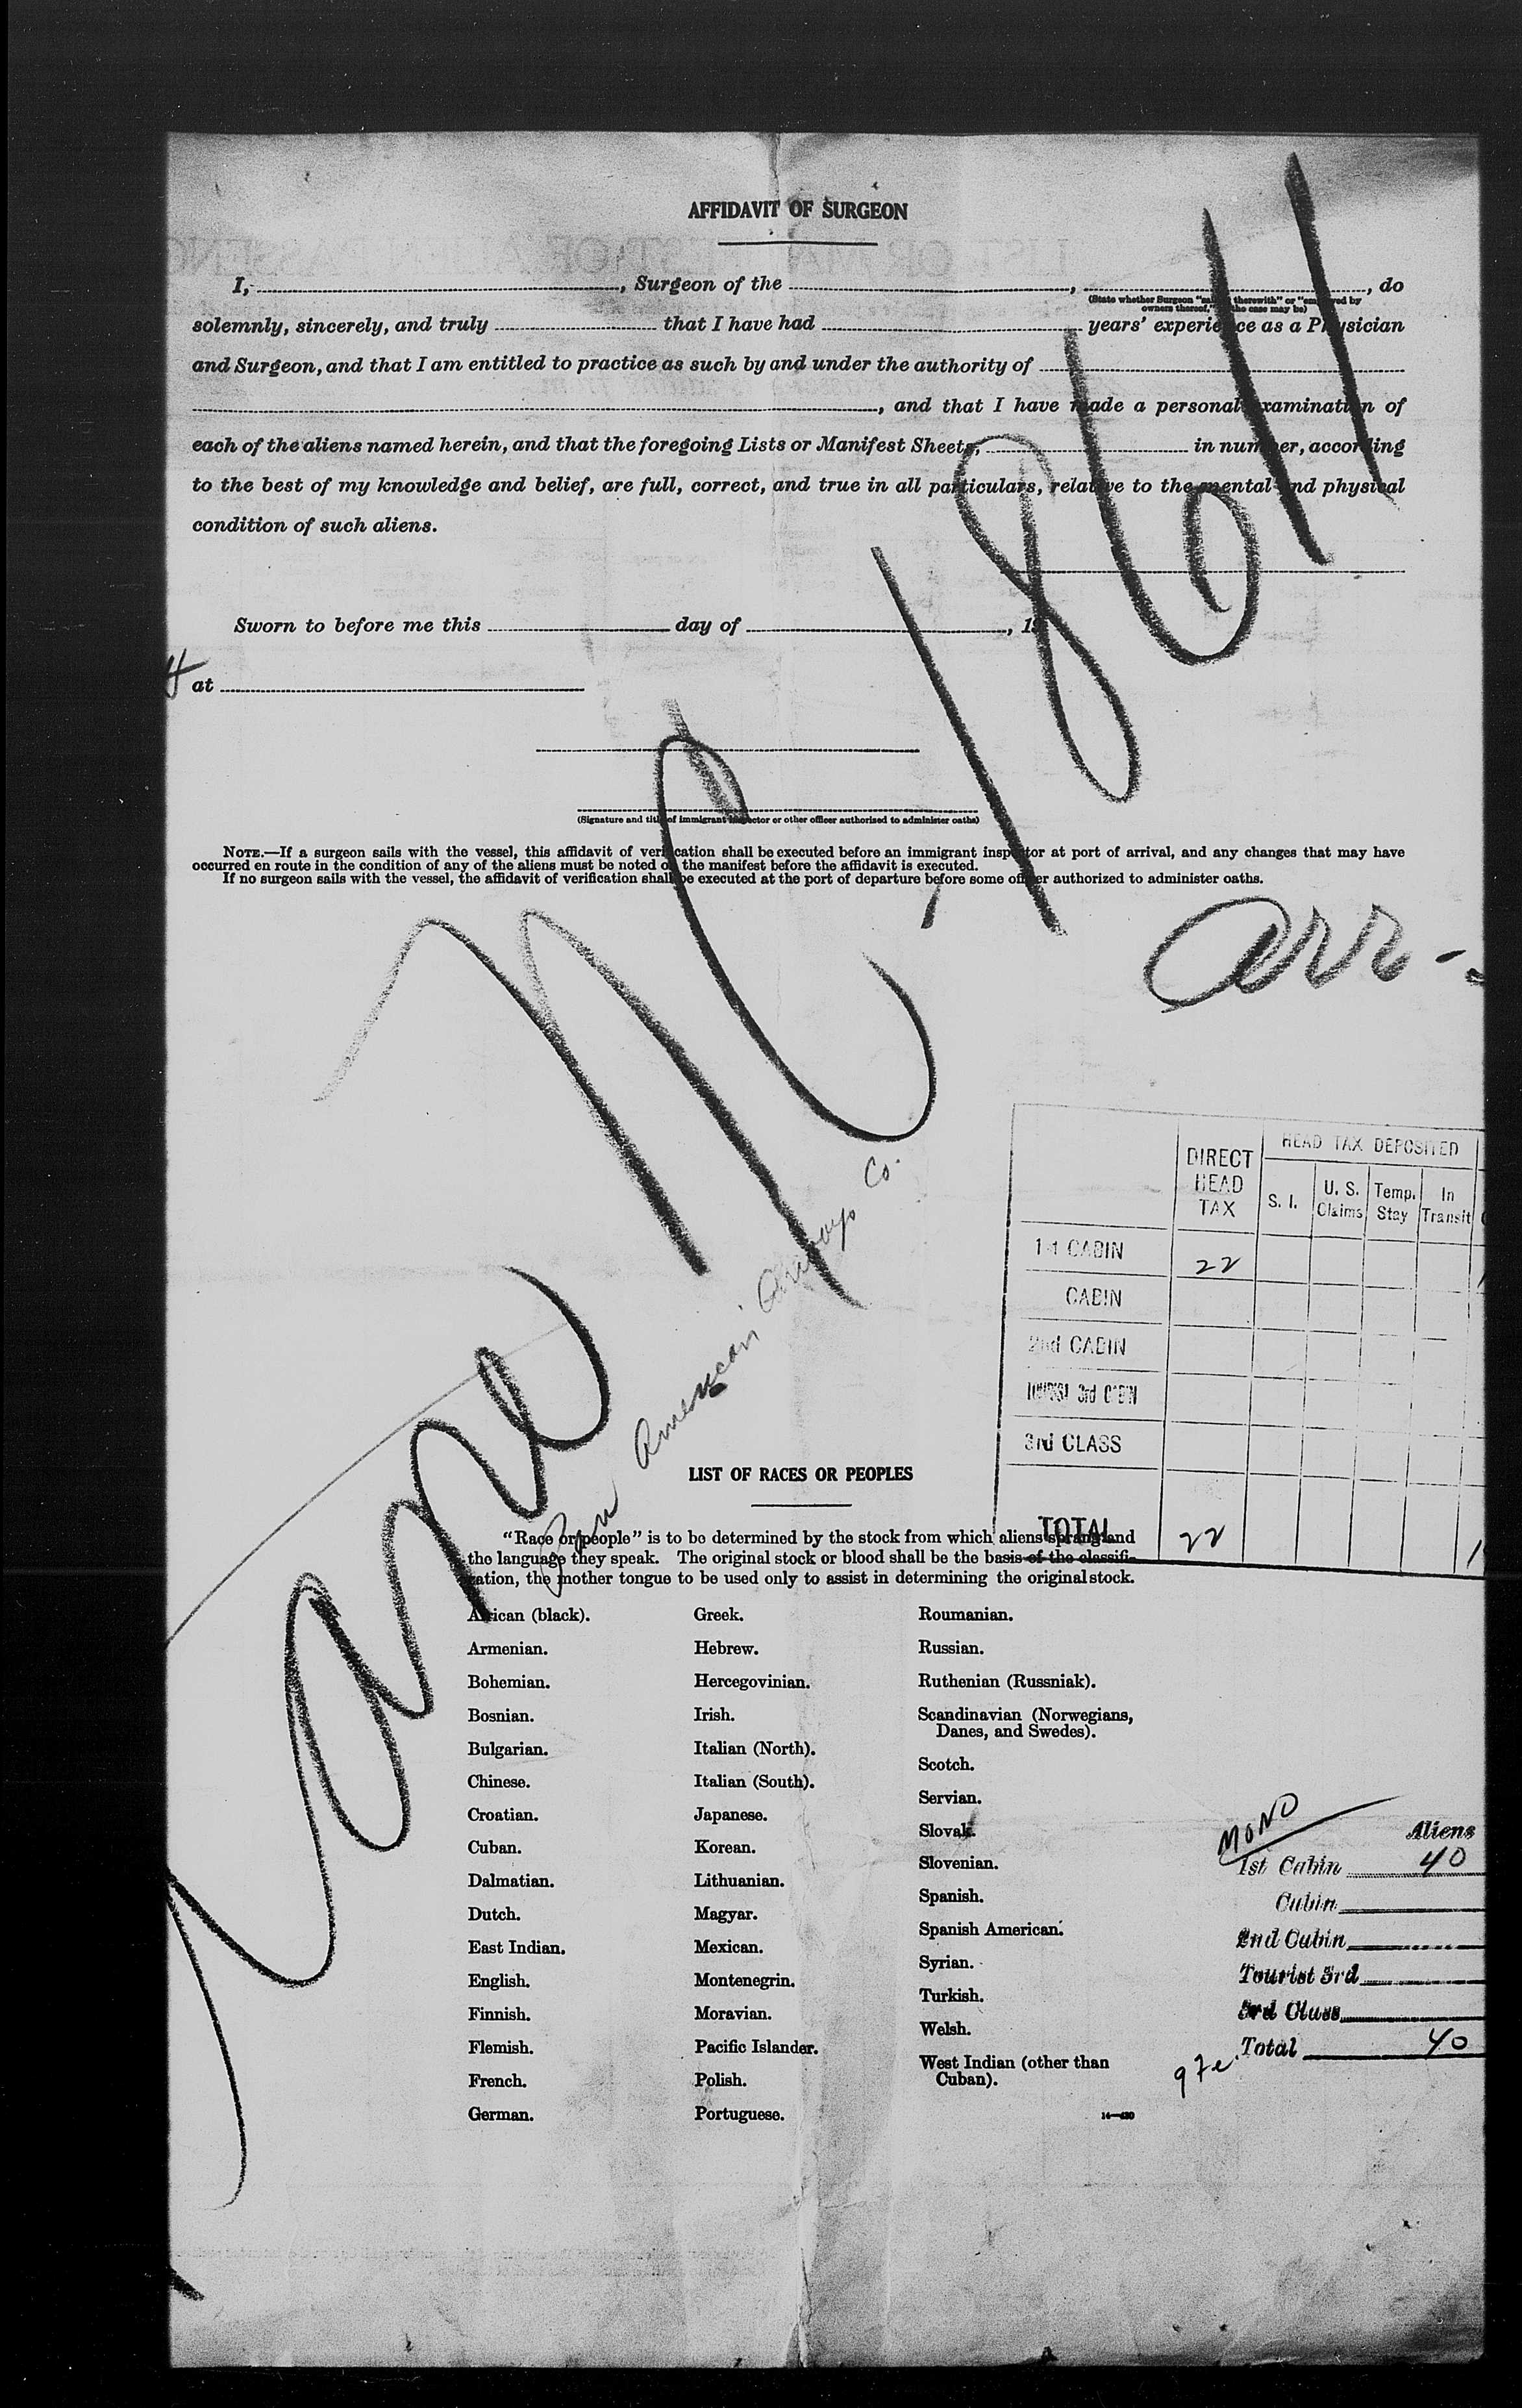 AFFIDAVIT OF SURGEON
I, , Surgeon of the , , do
(State whether Surgeon "sailing therewith" or "employed by
owners thereof," as the case may be)
solemnly, sincerely, and truly that I have had years' experience as a Physician
and Surgeon, and that I am entitled to practice as such by and under the authority of
, and that I have made a personal examination of
each of the aliens named herein, and that the foregoing Lists or Manifest Sheets, in number, according
to the best of my knowledge and belief, are full, correct, and true in all particulars, relative to the mental and physical
condition of such aliens.
Sworn to before me this day of , 19
at
(Signature and title of immigrant inspector or other officer authorized to administer oaths)
NOTE.—If a surgeon sails with the vessel, this affidavit of verification shall be executed before an immigrant inspector at port of arrival, and any changes that may have
occurred en route in the condition of any of the aliens must be noted on the manifest before the affidavit is executed.
If no surgeon sails with the vessel, the affidavit of verification shall be executed at the port of departure before some officer authorized to administer oaths.
Plane NC, 18611
Pan American Airways Co.
arr -
HEAD TAX DEPOSITED
DIRECT HEAD TAX
S. I.
U. S. Claims
Temp. Stay
In Transit
1st CABIN 22
CABIN
2nd CABIN
TOURIST 3rd CABIN
3rd CLASS
TOTAL 22
LIST OF RACES OR PEOPLES
"Race or people" is to be determined by the stock from which aliens sprang and
the language they speak. The original stock or blood shall be the basis of the classifi-
cation, the mother tongue to be used only to assist in determining the original stock.
African (black).
Armenian.
Bohemian.
Bosnian.
Bulgarian.
Chinese.
Croatian.
Cuban.
Dalmatian.
Dutch.
East Indian.
English.
Finnish.
Flemish.
French.
German.
Greek.
Hebrew.
Hercegovinian.
Irish.
Italian (North).
Italian (South).
Japanese.
Korean.
Lithuanian.
Magyar.
Mexican.
Montenegrin.
Moravian.
Pacific Islander.
Polish.
Portuguese.
Roumanian.
Russian.
Ruthenian (Russniak).
Scandinavian (Norwegians,
Danes, and Swedes).
Scotch.
Servian.
Slovak.
Slovenian.
Spanish.
Spanish American.
Syrian.
Turkish.
Welsh.
West Indian (other than
Cuban).
14—430
MONO
Aliens
1st Cabin 40
Cabin
2nd Cabin
Tourist 3rd
3rd Class
Total 40